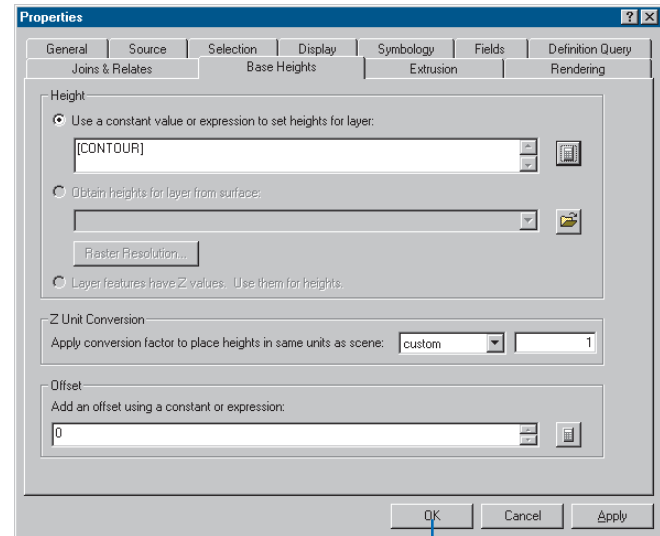 Properties
General Source Selection Display Symbology Fields Definition Query
Joins & Relates Base Heights Extrusion Rendering
Height
Use a constant value or expression to set heights for layer:
[CONTOUR]
Obtain heights for layer from surface:
Raster Resolution...
Layer features have Z values. Use them for heights.
Z Unit Conversion
Apply conversion factor to place heights in same units as scene: custom 1
Offset
Add an offset using a constant or expression:
0
OK Cancel Apply